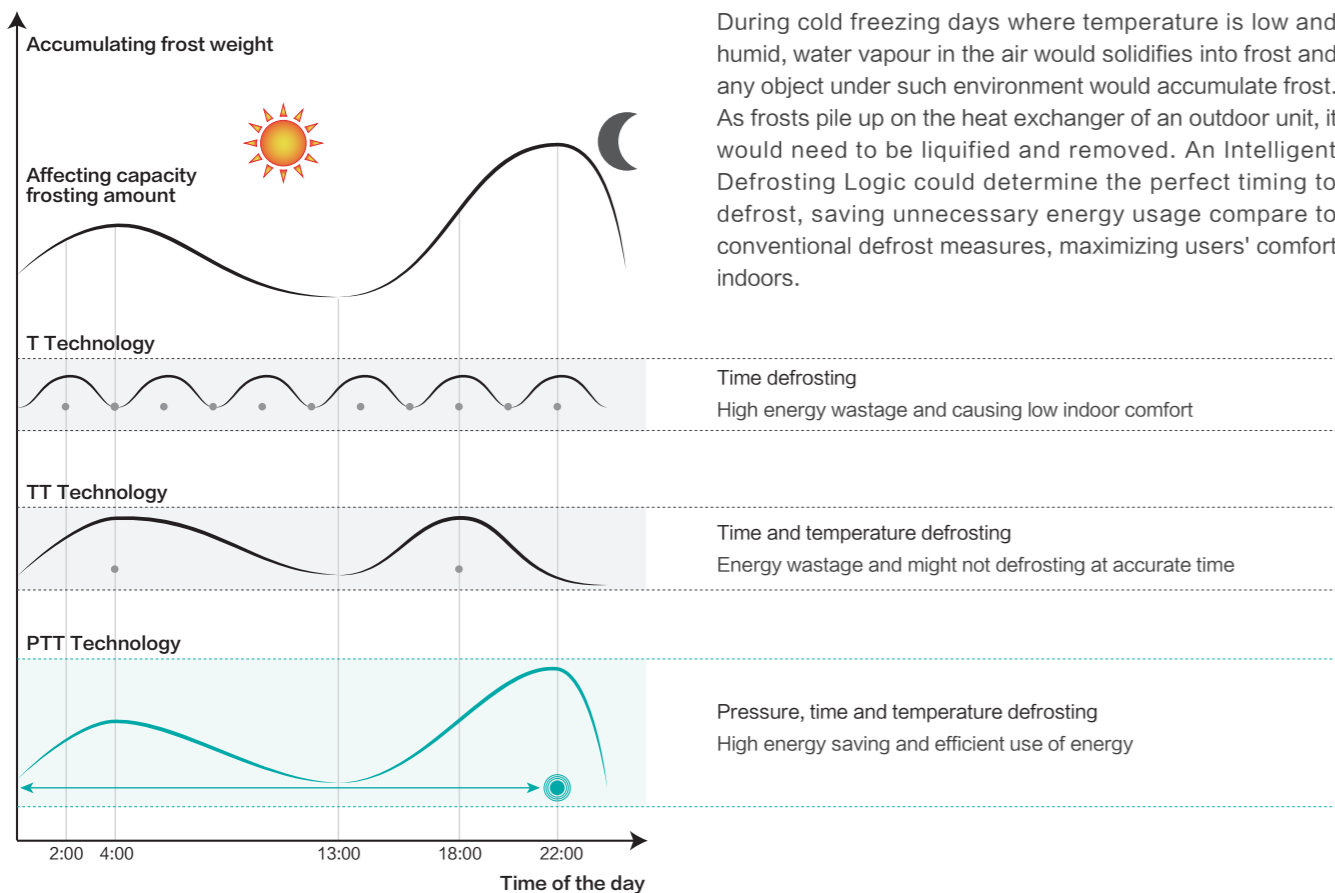 Accumulating frost weight
Affecting capacity
frosting amount
During cold freezing days where temperature is low and
humid, water vapour in the air would solidifies into frost and
any object under such environment would accumulate frost.
As frosts pile up on the heat exchanger of an outdoor unit, it
would need to be liquified and removed. An Intelligent
Defrosting Logic could determine the perfect timing to
defrost, saving unnecessary energy usage compare to
conventional defrost measures, maximizing users' comfort
indoors.
T Technology
Time defrosting
High energy wastage and causing low indoor comfort
TT Technology
Time and temperature defrosting
Energy wastage and might not defrosting at accurate time
PTT Technology
Pressure, time and temperature defrosting
High energy saving and efficient use of energy
2:00 4:00 13:00 18:00 22:00
Time of the day